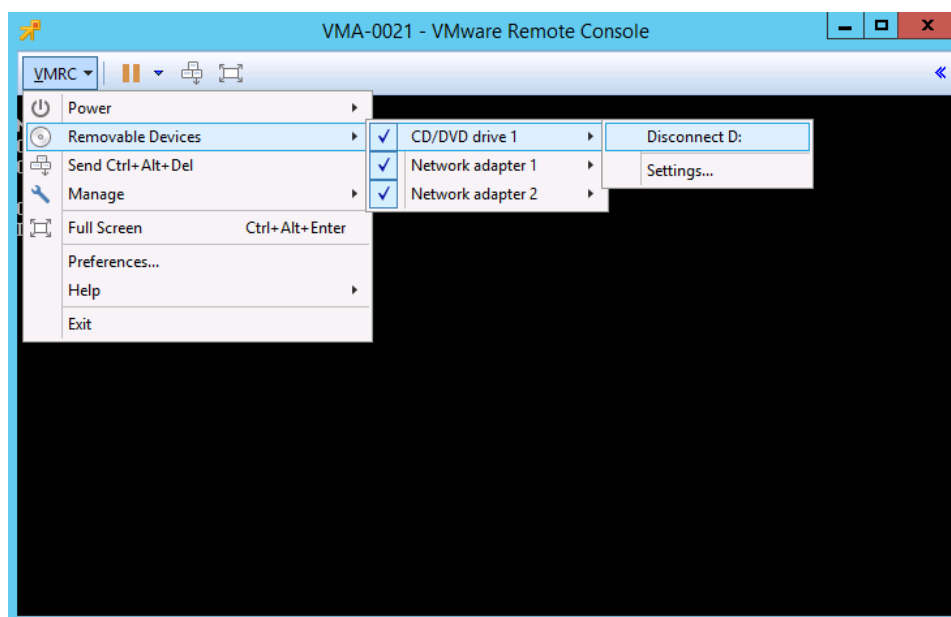 VMA-0021 - VMware Remote Console
VMRC
Power
Removable Devices
CD/DVD drive 1
Disconnect D:
Send Ctrl+Alt+Del
Network adapter 1
Settings...
Manage
Network adapter 2
Full Screen Ctrl+Alt+Enter
Preferences...
Help
Exit